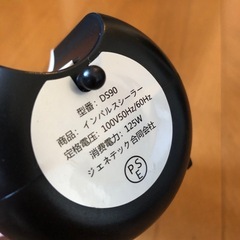 型番：DS90
商品：インパルスシーラー
定格電圧：100V50Hz/60Hz
消費電力：125W
ジェネテック合同会社
PS
E